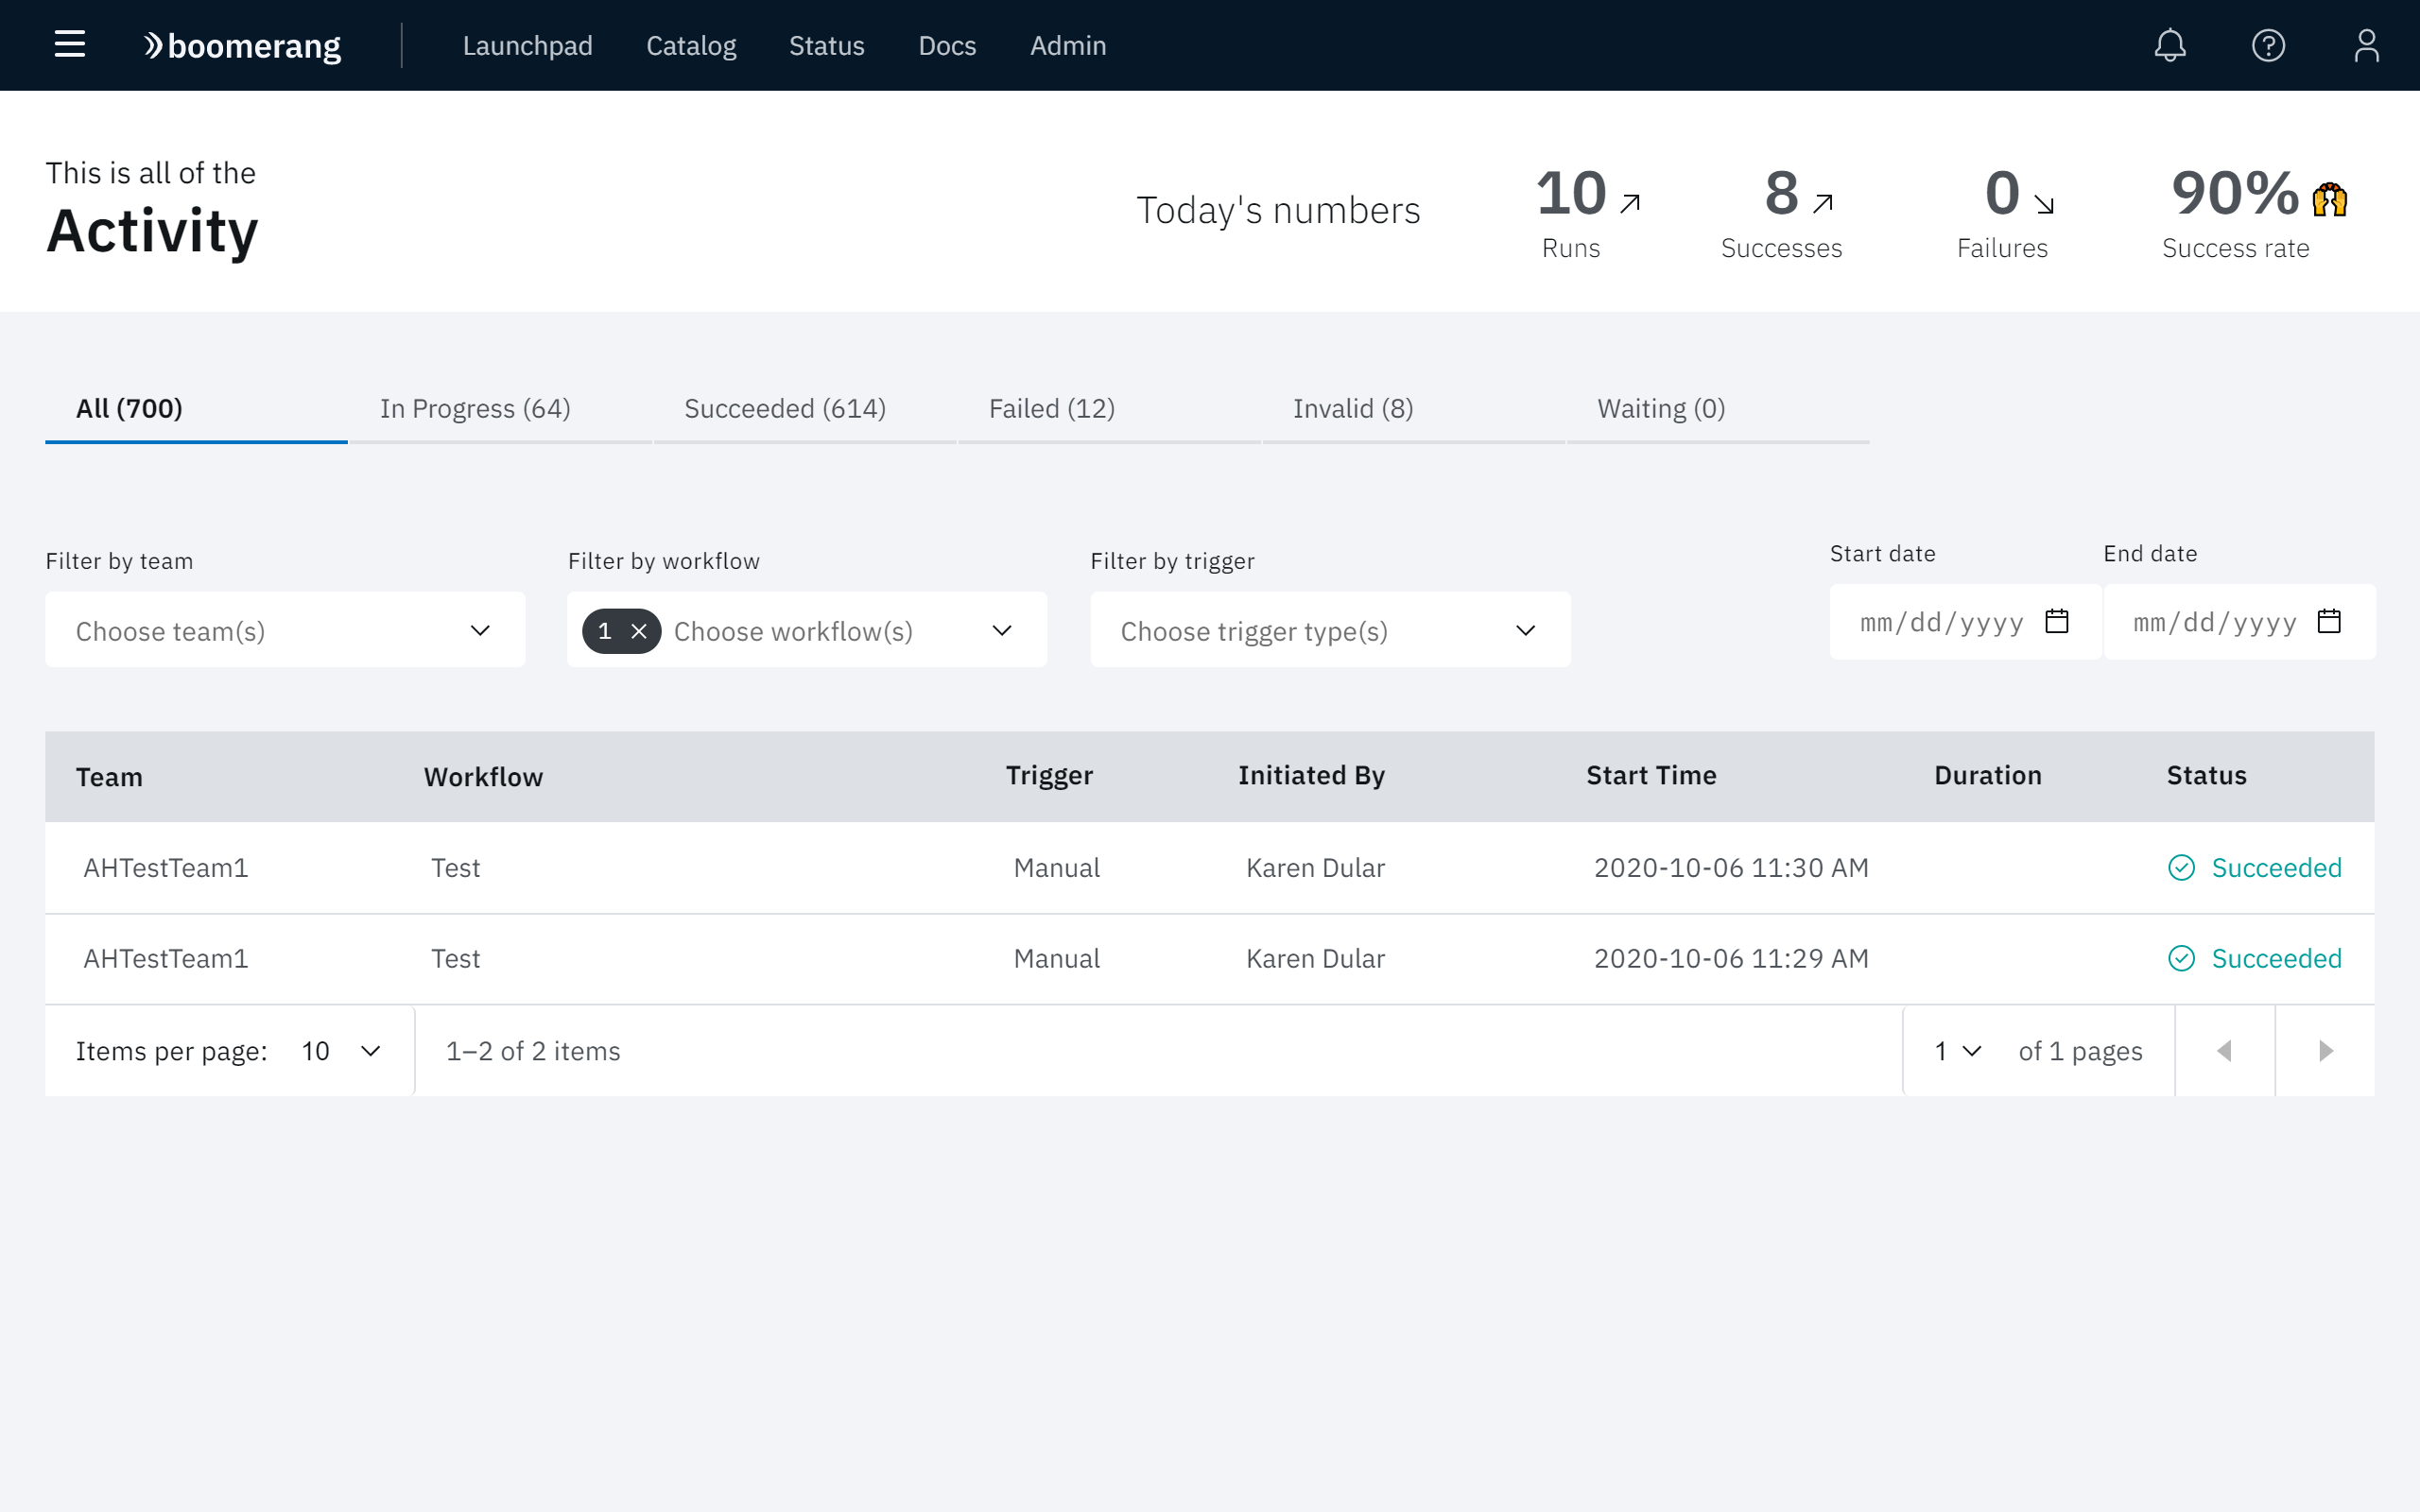 boomerang Launchpad Catalog Status Docs Admin
This is all of the
Activity
Today's numbers
10
Runs
8
Successes
0
Failures
90%
Success rate
All (700) In Progress (64) Succeeded (614) Failed (12) Invalid (8) Waiting (0)
Filter by team Filter by workflow Filter by trigger Start date End date
Choose team(s) 1 Choose workflow(s) Choose trigger type(s) mm/dd/yyyy mm/dd/yyyy
Team Workflow Trigger Initiated By Start Time Duration Status
AHTestTeam1 Test Manual Karen Dular 2020-10-06 11:30 AM Succeeded
AHTestTeam1 Test Manual Karen Dular 2020-10-06 11:29 AM Succeeded
Items per page: 10 1–2 of 2 items 1 of 1 pages